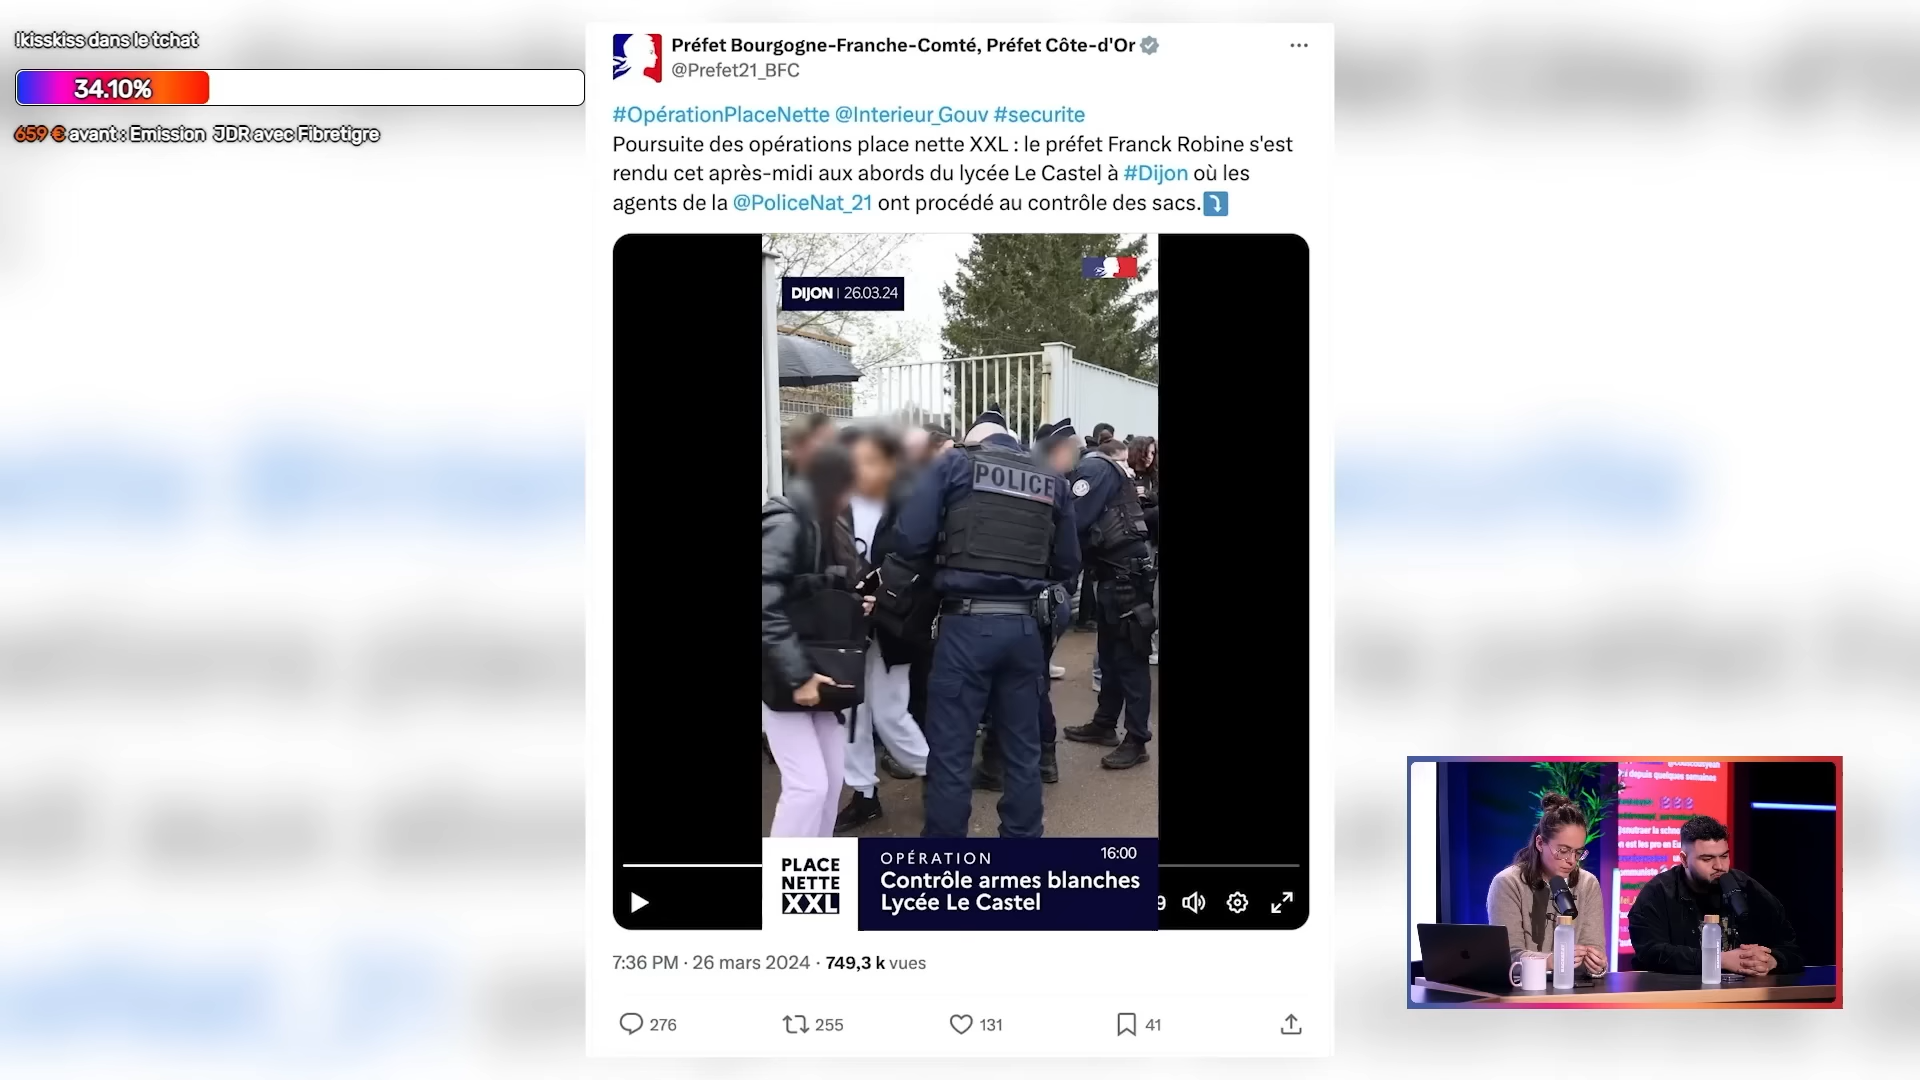 Ikisskiss dans le tchat
34.10%
659 € avant : Emission JDR avec Fibretigre
Préfet Bourgogne-Franche-Comté, Préfet Côte-d'Or
@Prefet21_BFC
#OpérationPlaceNette @Interieur_Gouv #securite
Poursuite des opérations place nette XXL : le préfet Franck Robine s'est
rendu cet après-midi aux abords du lycée Le Castel à #Dijon où les
agents de la @PoliceNat_21 ont procédé au contrôle des sacs.
DIJON | 26.03.24
POLICE
PLACE
NETTE
XXL
OPÉRATION
16:00
Contrôle armes blanches
Lycée Le Castel
9
7:36 PM · 26 mars 2024 · 749,3 k vues
276
255
131
41
depuis quelques semaines